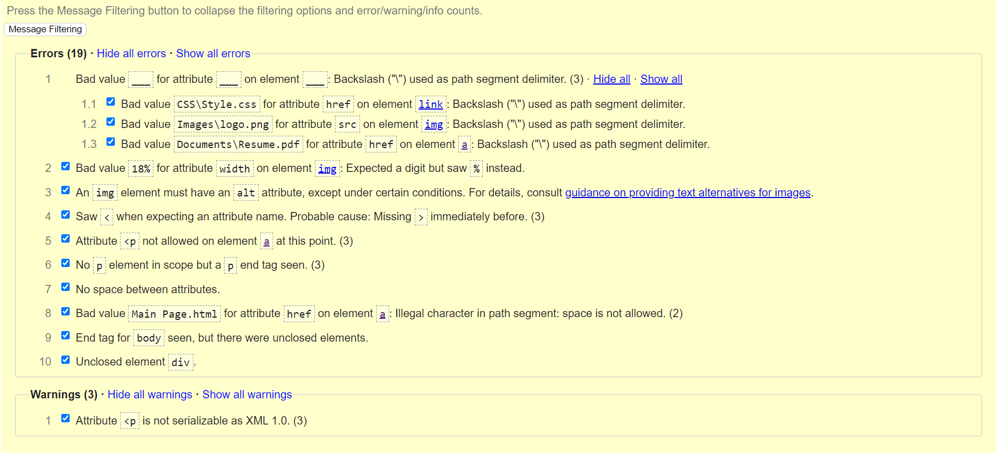 Press the Message Filtering button to collapse the filtering options and error/warning/info counts.
Message Filtering
Errors (19) · Hide all errors · Show all errors
1 Bad value ___ for attribute ___ on element ___: Backslash ("\") used as path segment delimiter. (3) · Hide all · Show all
1.1 Bad value CSS\Style.css for attribute href on element link: Backslash ("\") used as path segment delimiter.
1.2 Bad value Images\logo.png for attribute src on element img: Backslash ("\") used as path segment delimiter.
1.3 Bad value Documents\Resume.pdf for attribute href on element a: Backslash ("\") used as path segment delimiter.
2 Bad value 18% for attribute width on element img: Expected a digit but saw % instead.
3 An img element must have an alt attribute, except under certain conditions. For details, consult guidance on providing text alternatives for images.
4 Saw < when expecting an attribute name. Probable cause: Missing > immediately before. (3)
5 Attribute <p not allowed on element a at this point. (3)
6 No p element in scope but a p end tag seen. (3)
7 No space between attributes.
8 Bad value Main Page.html for attribute href on element a: Illegal character in path segment: space is not allowed. (2)
9 End tag for body seen, but there were unclosed elements.
10 Unclosed element div.
Warnings (3) · Hide all warnings · Show all warnings
1 Attribute <p is not serializable as XML 1.0. (3)